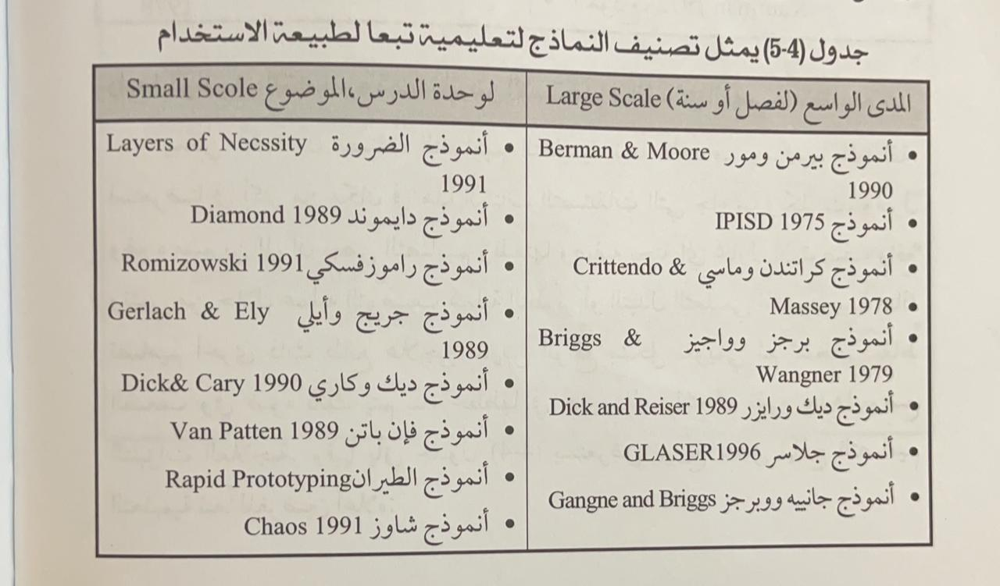 جدول (4-5) يمثل تصنيف النماذج لتعليمية تبعا لطبيعة الاستخدام
المدى الواسع (لفصل أو سنة) Large Scale
• أنموذج بيرمن ومور Berman & Moore
1990
• أنموذج IPISD 1975
• أنموذج كراتندن وماسي Crittendo &
• Massey 1978
• أنموذج برجز وواجيز Briggs &
Wangner 1979
• أنموذج ديك ورايزر Dick and Reiser 1989
• أنموذج جلاسر GLASER1996
• أنموذج جانييه ووبرجز Gangne and Briggs
لوحدة الدرس،الموضوع Small Scole
• أنموذج الضرورة Layers of Necssity
1991
• أنموذج دايموند Diamond 1989
• أنموذج راموزفسكي Romizowski 1991
• أنموذج جريج وأيلي Gerlach & Ely
1989
• أنموذج ديك وكاري Dick& Cary 1990
• أنموذج فإن باتن Van Patten 1989
• أنموذج الطيران Rapid Prototyping
• أنموذج شاوز Chaos 1991